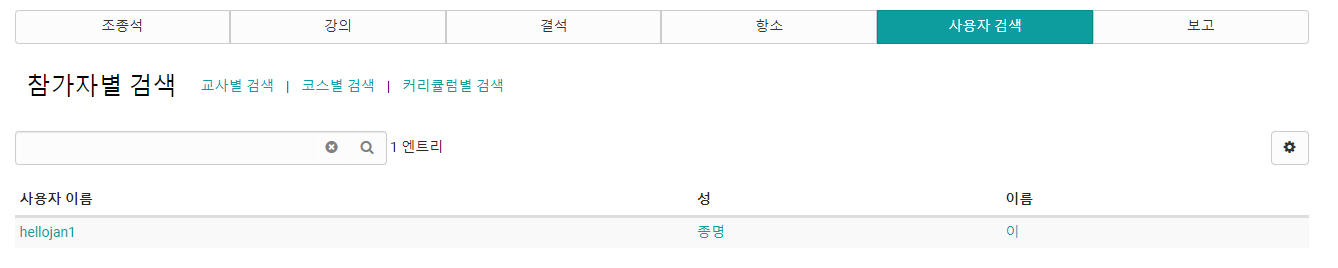 조종석 강의 결석 항소 사용자 검색 보고
참가자별 검색 교사별 검색 | 코스별 검색 | 커리큘럼별 검색
1 엔트리
사용자 이름 성 이름
hellojan1 종명 이